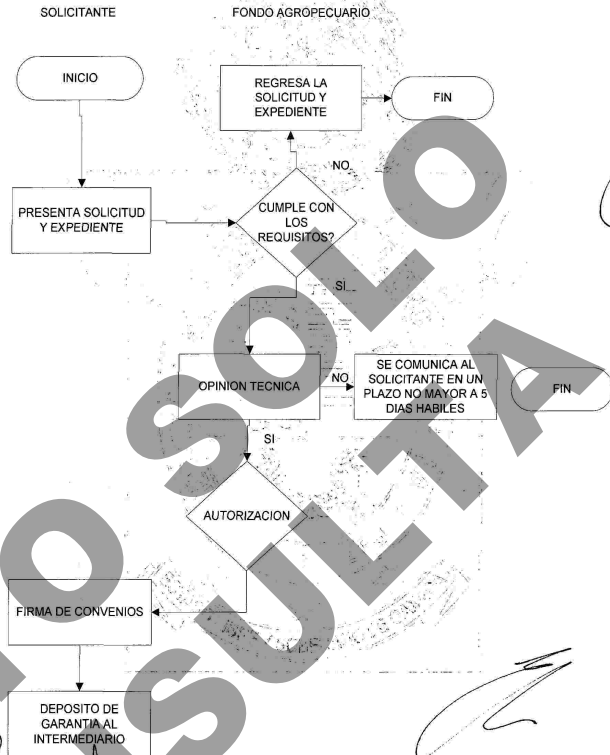 SOLICITANTE
FONDO AGROPECUARIO
INICIO
REGRESA LA
SOLICITUD Y
EXPEDIENTE
FIN
NO
PRESENTA SOLICITUD
Y EXPEDIENTE
CUMPLE CON
LOS
REQUISITOS?
SI
OPINION TECNICA
NO
SE COMUNICA AL
SOLICITANTE EN UN
PLAZO NO MAYOR A 5
DIAS HABILES
FIN
SI
AUTORIZACION
FIRMA DE CONVENIOS
DEPOSITO DE
GARANTIA AL
INTERMEDIARIO
O SOLO
SULTA